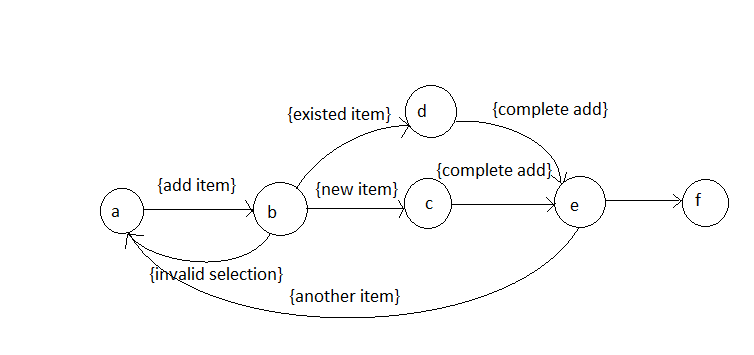 {existed item}
d
{complete add}
{complete add}
{add item}
{new item}
a
b
c
e
f
{invalid selection}
{another item}